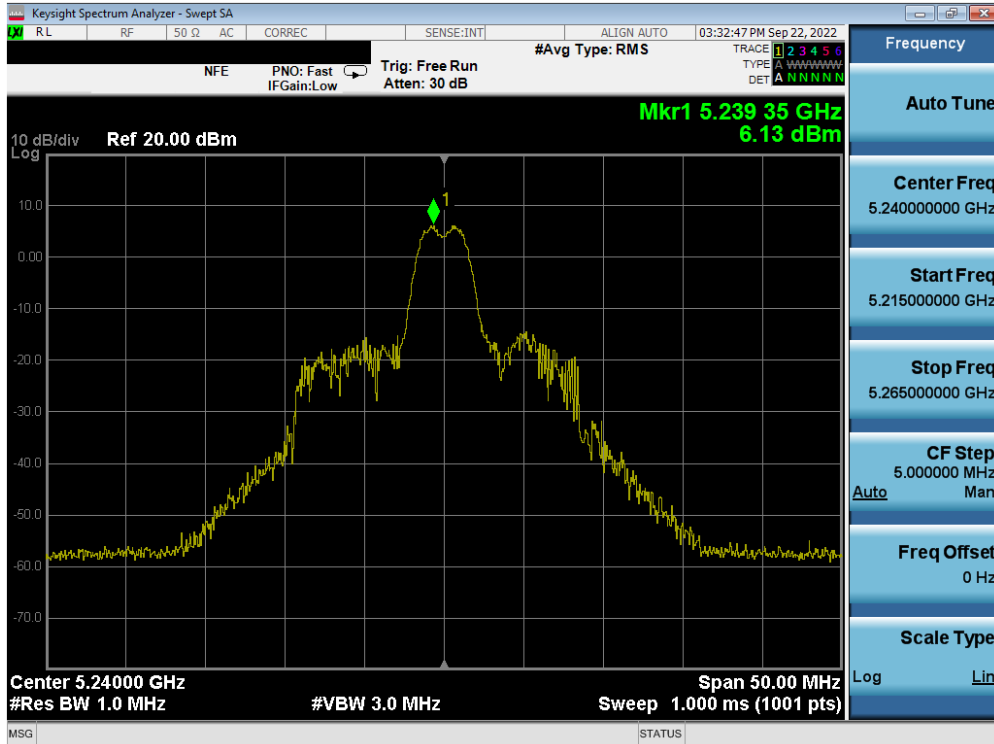 Keysight Spectrum Analyzer - Swept SA
LXI RL RF 50 Ω AC CORREC SENSE:INT ALIGN AUTO 03:32:47 PM Sep 22, 2022
#Avg Type: RMS
TRACE 1 2 3 4 5 6
TYPE A WWWWW
DET A N N N N N
NFE PNO: Fast Trig: Free Run
IFGain:Low Atten: 30 dB
Mkr1 5.239 35 GHz
6.13 dBm
10 dB/div Ref 20.00 dBm
Log
1
10.0
0.00
-10.0
-20.0
-30.0
-40.0
-50.0
-60.0
-70.0
Center 5.24000 GHz Span 50.00 MHz
#Res BW 1.0 MHz #VBW 3.0 MHz Sweep 1.000 ms (1001 pts)
MSG STATUS
Frequency
Auto Tune
Center Freq
5.240000000 GHz
Start Freq
5.215000000 GHz
Stop Freq
5.265000000 GHz
CF Step
5.000000 MHz
Auto Man
Freq Offset
0 Hz
Scale Type
Log Lin